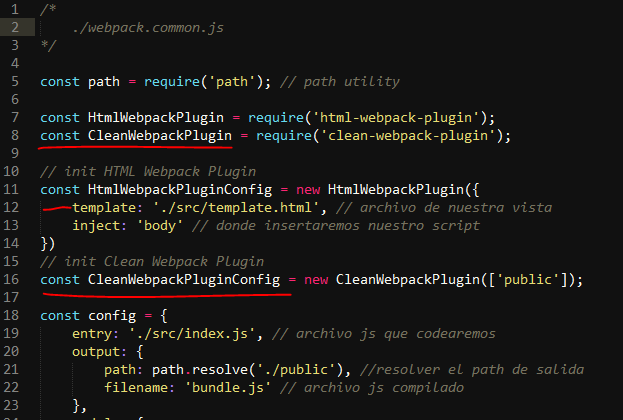 1 /*
2     ./webpack.common.js
3 */
4
5 const path = require('path'); // path utility
6
7 const HtmlWebpackPlugin = require('html-webpack-plugin');
8 const CleanWebpackPlugin = require('clean-webpack-plugin');
9
10 // init HTML Webpack Plugin
11 const HtmlWebpackPluginConfig = new HtmlWebpackPlugin({
12     template: './src/template.html', // archivo de nuestra vista
13     inject: 'body' // donde insertaremos nuestro script
14 })
15 // init Clean Webpack Plugin
16 const CleanWebpackPluginConfig = new CleanWebpackPlugin(['public']);
17
18 const config = {
19     entry: './src/index.js', // archivo js que codearemos
20     output: {
21         path: path.resolve('./public'), //resolver el path de salida
22         filename: 'bundle.js' // archivo js compilado
23     },